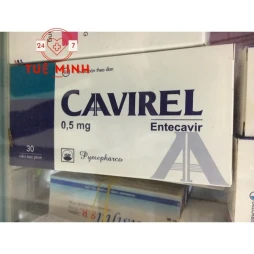 24 7
TUỆ MINH
CAVIREL
0,5 mg
Entecavir
30
Pymepharco